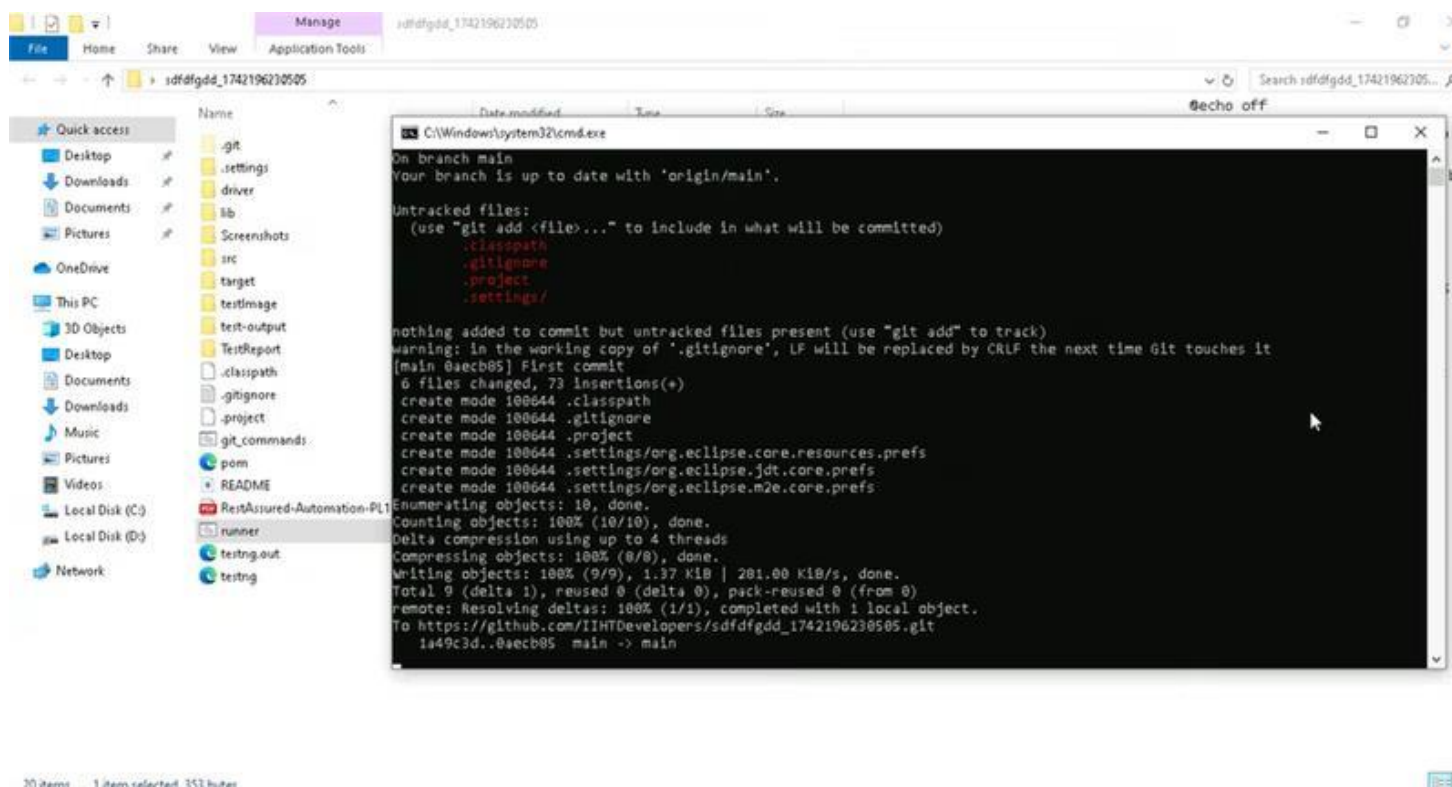 Manage
sdfdfgdd_1742196230505
File Home Share View Application Tools
sdfdfgdd_1742196230505
Search sdfdfgdd_17421962305...
Name Date modified Type Size
@echo off
Quick access
Desktop
Downloads
Documents
Pictures
OneDrive
This PC
3D Objects
Desktop
Documents
Downloads
Music
Pictures
Videos
Local Disk (C:)
Local Disk (D:)
Network
.git
.settings
driver
lib
Screenshots
src
target
testImage
test-output
TestReport
.classpath
.gitignore
.project
git_commands
pom
README
RestAssured-Automation-PL1
runner
testng.out
testng
C:\Windows\system32\cmd.exe
On branch main
Your branch is up to date with 'origin/main'.
Untracked files:
(use "git add <file>..." to include in what will be committed)
.classpath
.gitignore
.project
.settings/
nothing added to commit but untracked files present (use "git add" to track)
warning: in the working copy of '.gitignore', LF will be replaced by CRLF the next time Git touches it
[main 0aecb85] First commit
6 files changed, 73 insertions(+)
create mode 100644 .classpath
create mode 100644 .gitignore
create mode 100644 .project
create mode 100644 .settings/org.eclipse.core.resources.prefs
create mode 100644 .settings/org.eclipse.jdt.core.prefs
create mode 100644 .settings/org.eclipse.m2e.core.prefs
Enumerating objects: 10, done.
Counting objects: 100% (10/10), done.
Delta compression using up to 4 threads
Compressing objects: 100% (8/8), done.
Writing objects: 100% (9/9), 1.37 KiB | 281.00 KiB/s, done.
Total 9 (delta 1), reused 0 (delta 0), pack-reused 0 (from 0)
remote: Resolving deltas: 100% (1/1), completed with 1 local object.
To https://github.com/IIHTDevelopers/sdfdfgdd_1742196230505.git
1a49c3d..0aecb85 main -> main
20 items 1 item selected 353 bytes